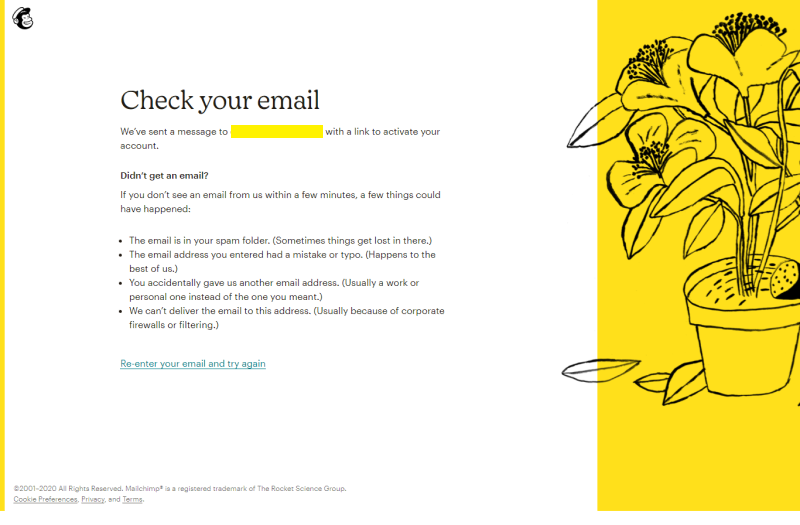 Check your email
We've sent a message to with a link to activate your
account.
Didn't get an email?
If you don't see an email from us within a few minutes, a few things could
have happened:
• The email is in your spam folder. (Sometimes things get lost in there.)
• The email address you entered had a mistake or typo. (Happens to the
best of us.)
• You accidentally gave us another email address. (Usually a work or
personal one instead of the one you meant.)
• We can't deliver the email to this address. (Usually because of corporate
firewalls or filtering.)
Re-enter your email and try again
©2001–2020 All Rights Reserved. Mailchimp® is a registered trademark of The Rocket Science Group.
Cookie Preferences, Privacy, and Terms.